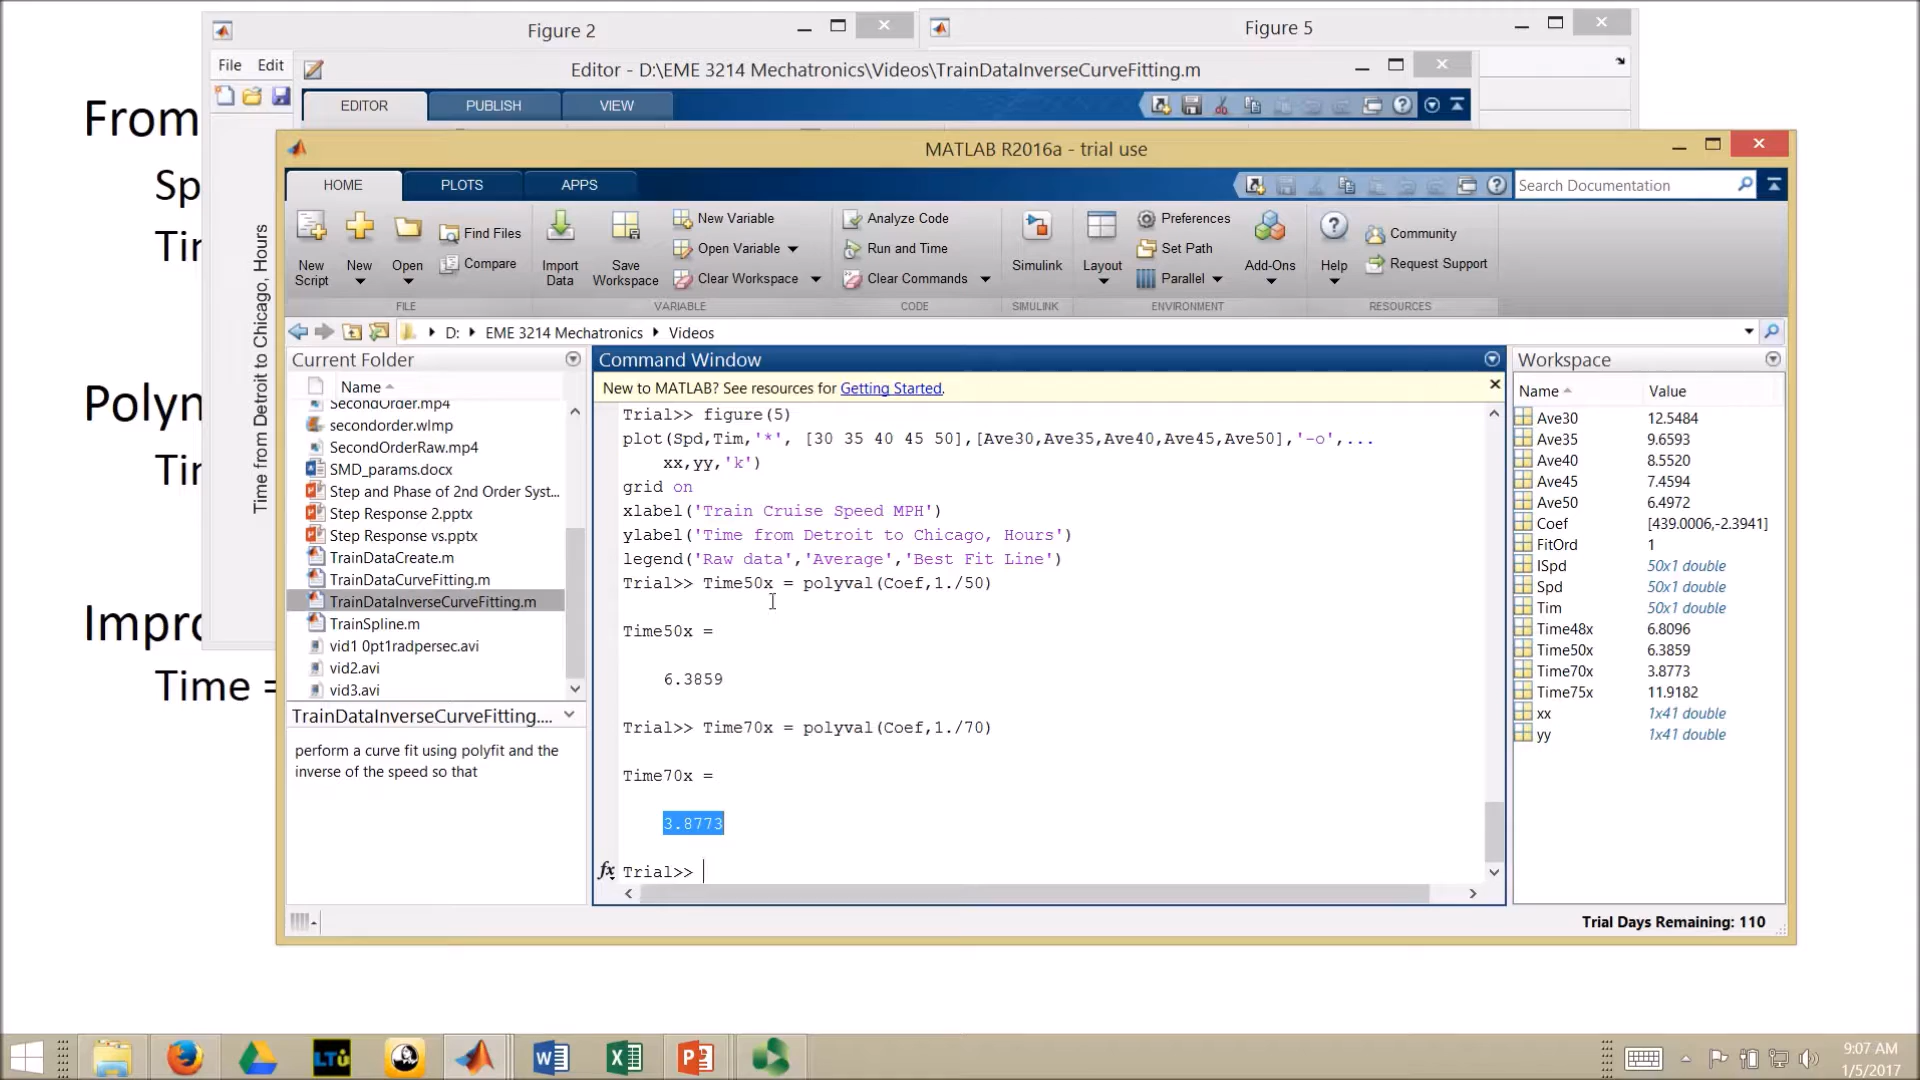 Figure 2
Figure 5
File Edit
Editor - D:\EME 3214 Mechatronics\Videos\TrainDataInverseCurveFitting.m
EDITOR PUBLISH VIEW
From
Time from Detroit to Chicago, Hours
Polyn
Time =
MATLAB R2016a - trial use
HOME PLOTS APPS
Search Documentation
New Script
New
Open
Find Files
Compare
FILE
Import Data
Save Workspace
New Variable
Open Variable
Clear Workspace
VARIABLE
Analyze Code
Run and Time
Clear Commands
CODE
Simulink
SIMULINK
Layout
Preferences
Set Path
Parallel
ENVIRONMENT
Add-Ons
Help
Community
Request Support
RESOURCES
D: EME 3214 Mechatronics Videos
Current Folder
Name
SecondOrder.mp4
secondorder.wlmp
SecondOrderRaw.mp4
SMD_params.docx
Step and Phase of 2nd Order Syst...
Step Response 2.pptx
Step Response vs.pptx
TrainDataCreate.m
TrainDataCurveFitting.m
TrainDataInverseCurveFitting.m
TrainSpline.m
vid1 0pt1radpersec.avi
vid2.avi
vid3.avi
TrainDataInverseCurveFitting....
perform a curve fit using polyfit and the
inverse of the speed so that
Command Window
New to MATLAB? See resources for Getting Started.
Trial>> figure(5)
plot(Spd,Tim,'*', [30 35 40 45 50],[Ave30,Ave35,Ave40,Ave45,Ave50],'-o',...
xx,yy,'k')
grid on
xlabel('Train Cruise Speed MPH')
ylabel('Time from Detroit to Chicago, Hours')
legend('Raw data','Average','Best Fit Line')
Trial>> Time50x = polyval(Coef,1./50)
Time50x =
6.3859
Trial>> Time70x = polyval(Coef,1./70)
Time70x =
3.8773
fx Trial>>
Workspace
Name Value
Ave30 12.5484
Ave35 9.6593
Ave40 8.5520
Ave45 7.4594
Ave50 6.4972
Coef [439.0006,-2.3941]
FitOrd 1
ISpd 50x1 double
Spd 50x1 double
Tim 50x1 double
Time48x 6.8096
Time50x 6.3859
Time70x 3.8773
Time75x 11.9182
xx 1x41 double
yy 1x41 double
Trial Days Remaining: 110
LTU
9:07 AM
1/5/2017